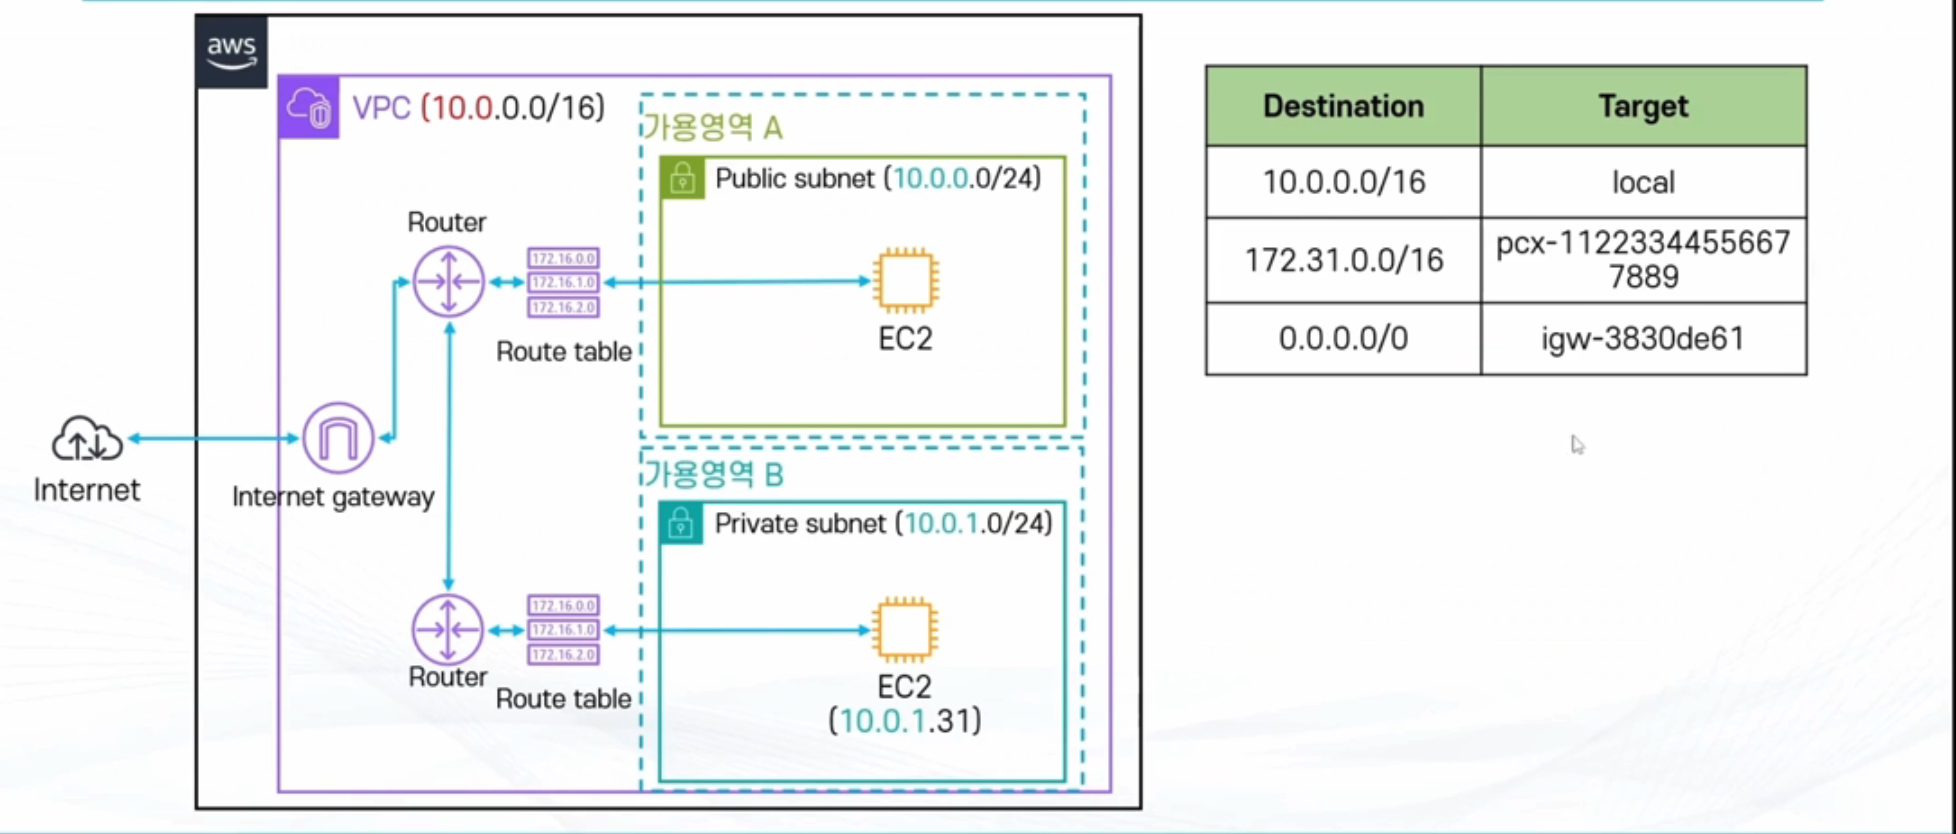 aws
VPC (10.0.0.0/16)
가용영역 A
Public subnet (10.0.0.0/24)
Router
172.16.0.0
172.16.1.0
172.16.2.0
Route table
EC2
Internet
Internet gateway
가용영역 B
Private subnet (10.0.1.0/24)
Router
172.16.0.0
172.16.1.0
172.16.2.0
Route table
EC2
(10.0.1.31)
Destination Target
10.0.0.0/16 local
172.31.0.0/16 pcx-1122334455667
7889
0.0.0.0/0 igw-3830de61